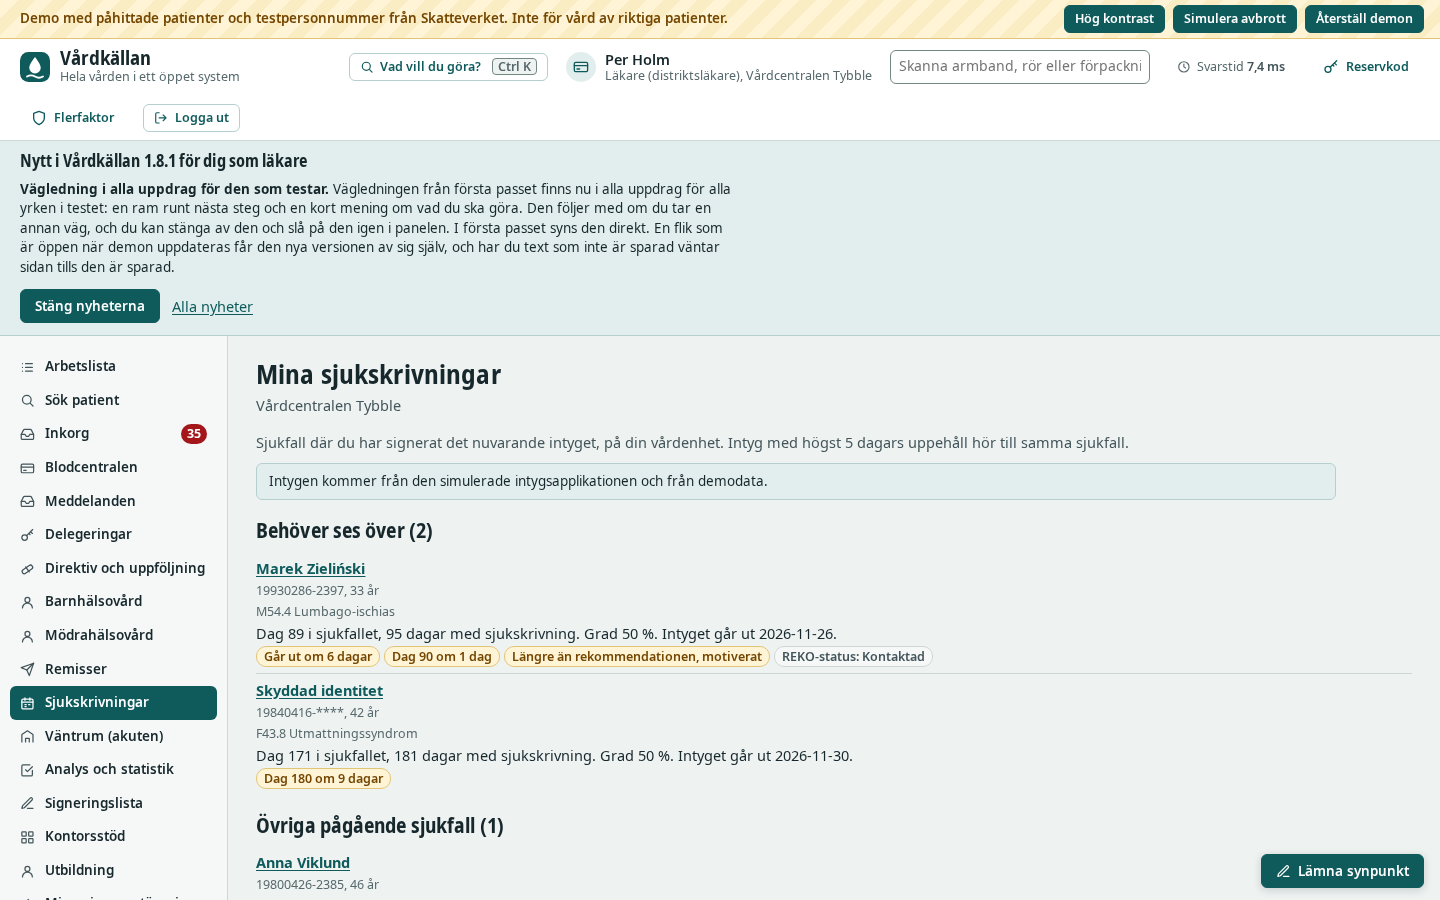 Demo med påhittade patienter och testpersonnummer från Skatteverket. Inte för vård av riktiga patienter.
Hög kontrast
Simulera avbrott
Återställ demon
Vårdkällan
Hela vården i ett öppet system
Vad vill du göra? Ctrl K
Per Holm
Läkare (distriktsläkare), Vårdcentralen Tybble
Skanna armband, rör eller förpackni
Svarstid 7,4 ms
Reservkod
Flerfaktor
Logga ut
Nytt i Vårdkällan 1.8.1 för dig som läkare
Vägledning i alla uppdrag för den som testar. Vägledningen från första passet finns nu i alla uppdrag för alla
yrken i testet: en ram runt nästa steg och en kort mening om vad du ska göra. Den följer med om du tar en
annan väg, och du kan stänga av den och slå på den igen i panelen. I första passet syns den direkt. En flik som
är öppen när demon uppdateras får den nya versionen av sig själv, och har du text som inte är sparad väntar
sidan tills den är sparad.
Stäng nyheterna
Alla nyheter
Arbetslista
Sök patient
Inkorg 35
Blodcentralen
Meddelanden
Delegeringar
Direktiv och uppföljning
Barnhälsovård
Mödrahälsovård
Remisser
Sjukskrivningar
Väntrum (akuten)
Analys och statistik
Signeringslista
Kontorsstöd
Utbildning
Mina sjukskrivningar
Vårdcentralen Tybble
Sjukfall där du har signerat det nuvarande intyget, på din vårdenhet. Intyg med högst 5 dagars uppehåll hör till samma sjukfall.
Intygen kommer från den simulerade intygsapplikationen och från demodata.
Behöver ses över (2)
Marek Zieliński
19930286-2397, 33 år
M54.4 Lumbago-ischias
Dag 89 i sjukfallet, 95 dagar med sjukskrivning. Grad 50 %. Intyget går ut 2026-11-26.
Går ut om 6 dagar
Dag 90 om 1 dag
Längre än rekommendationen, motiverat
REKO-status: Kontaktad
Skyddad identitet
19840416-****, 42 år
F43.8 Utmattningssyndrom
Dag 171 i sjukfallet, 181 dagar med sjukskrivning. Grad 50 %. Intyget går ut 2026-11-30.
Dag 180 om 9 dagar
Övriga pågående sjukfall (1)
Anna Viklund
19800426-2385, 46 år
Lämna synpunkt